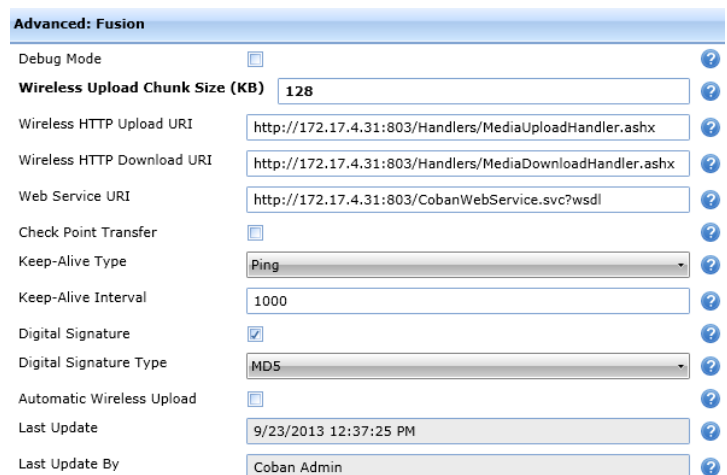 Advanced: Fusion
Debug Mode ?
Wireless Upload Chunk Size (KB) 128 ?
Wireless HTTP Upload URI http://172.17.4.31:803/Handlers/MediaUploadHandler.ashx ?
Wireless HTTP Download URI http://172.17.4.31:803/Handlers/MediaDownloadHandler.ashx ?
Web Service URI http://172.17.4.31:803/CobanWebService.svc?wsdl ?
Check Point Transfer ?
Keep-Alive Type Ping ?
Keep-Alive Interval 1000 ?
Digital Signature ?
Digital Signature Type MD5 ?
Automatic Wireless Upload ?
Last Update 9/23/2013 12:37:25 PM ?
Last Update By Coban Admin ?